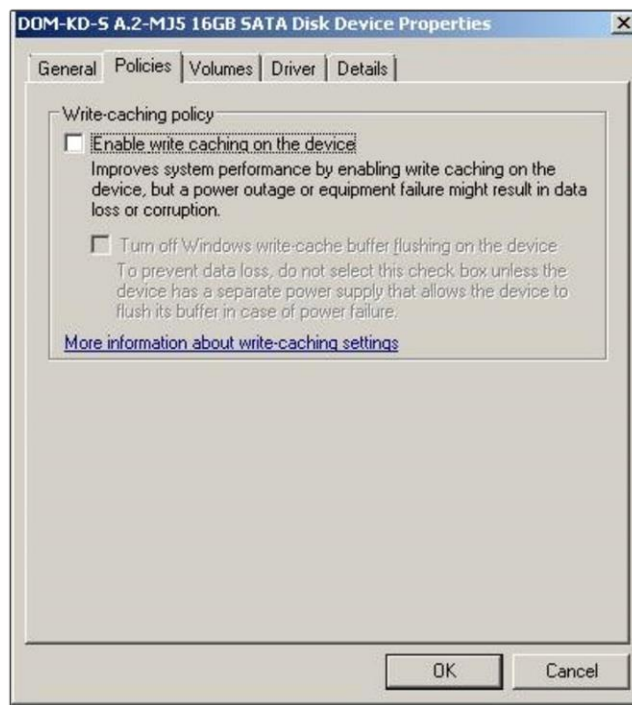 DOM-KD-S A.2-MJ5 16GB SATA Disk Device Properties
General Policies Volumes Driver Details
Write-caching policy
Enable write caching on the device
Improves system performance by enabling write caching on the
device, but a power outage or equipment failure might result in data
loss or corruption.
Turn off Windows write-cache buffer flushing on the device
To prevent data loss, do not select this check box unless the
device has a separate power supply that allows the device to
flush its buffer in case of power failure.
More information about write-caching settings
OK Cancel